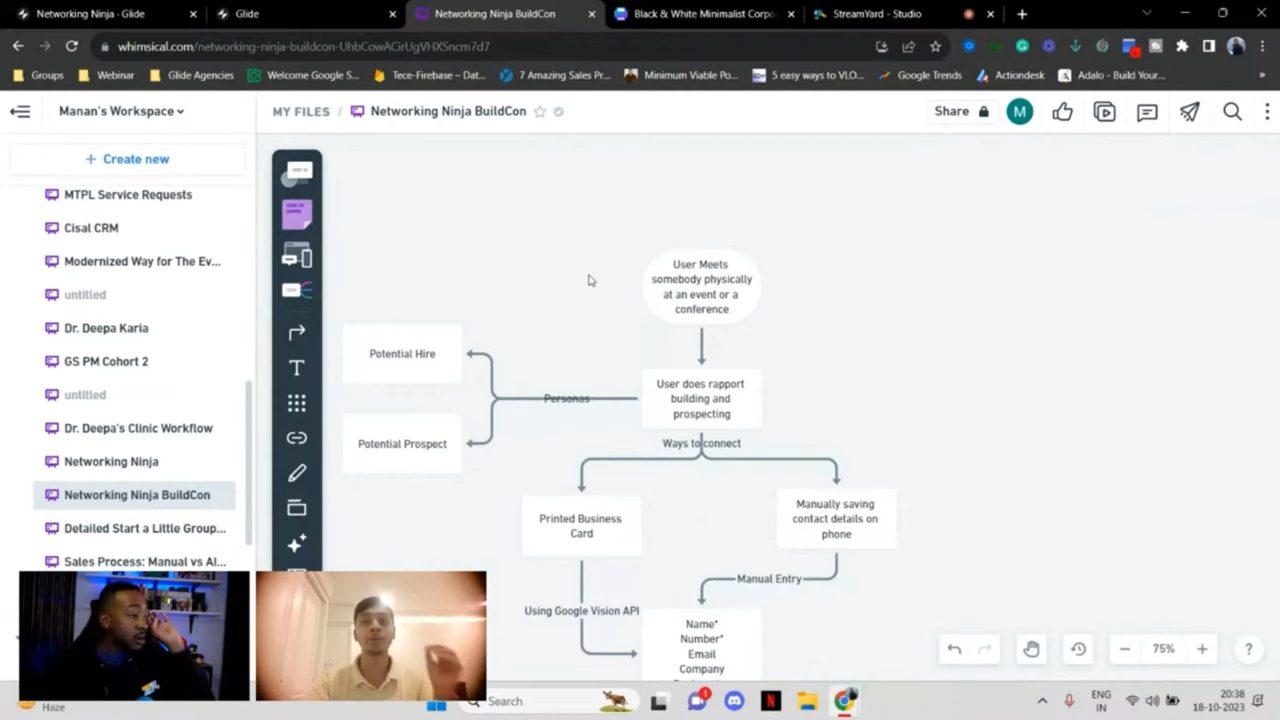 Networking Ninja - Glide
Glide
Networking Ninja BuildCon
Black & White Minimalist Corpo
StreamYard - Studio
whimsical.com/networking-ninja-buildcon-UhbCowACirUgVHXSncm7d7
Groups
Webinar
Glide Agencies
Welcome Google S...
Tece-Firebase – Dat...
7 Amazing Sales Pr...
Minimum Viable Po...
5 easy ways to VLO...
Google Trends
Actiondesk
Adalo - Build Your...
Manan's Workspace
MY FILES / Networking Ninja BuildCon
Share
M
+ Create new
MTPL Service Requests
Cisal CRM
Modernized Way for The Ev...
untitled
Dr. Deepa Karia
GS PM Cohort 2
untitled
Dr. Deepa's Clinic Workflow
Networking Ninja
Networking Ninja BuildCon
Detailed Start a Little Group...
Sales Process: Manual vs AI...
User Meets
somebody physically
at an event or a
conference
Potential Hire
Personas
User does rapport
building and
prospecting
Potential Prospect
Ways to connect
Printed Business
Card
Manually saving
contact details on
phone
Manual Entry
Using Google Vision API
Name*
Number*
Email
Company
75%
?
Haze
Search
1
ENG
IN
20:38
18-10-2023